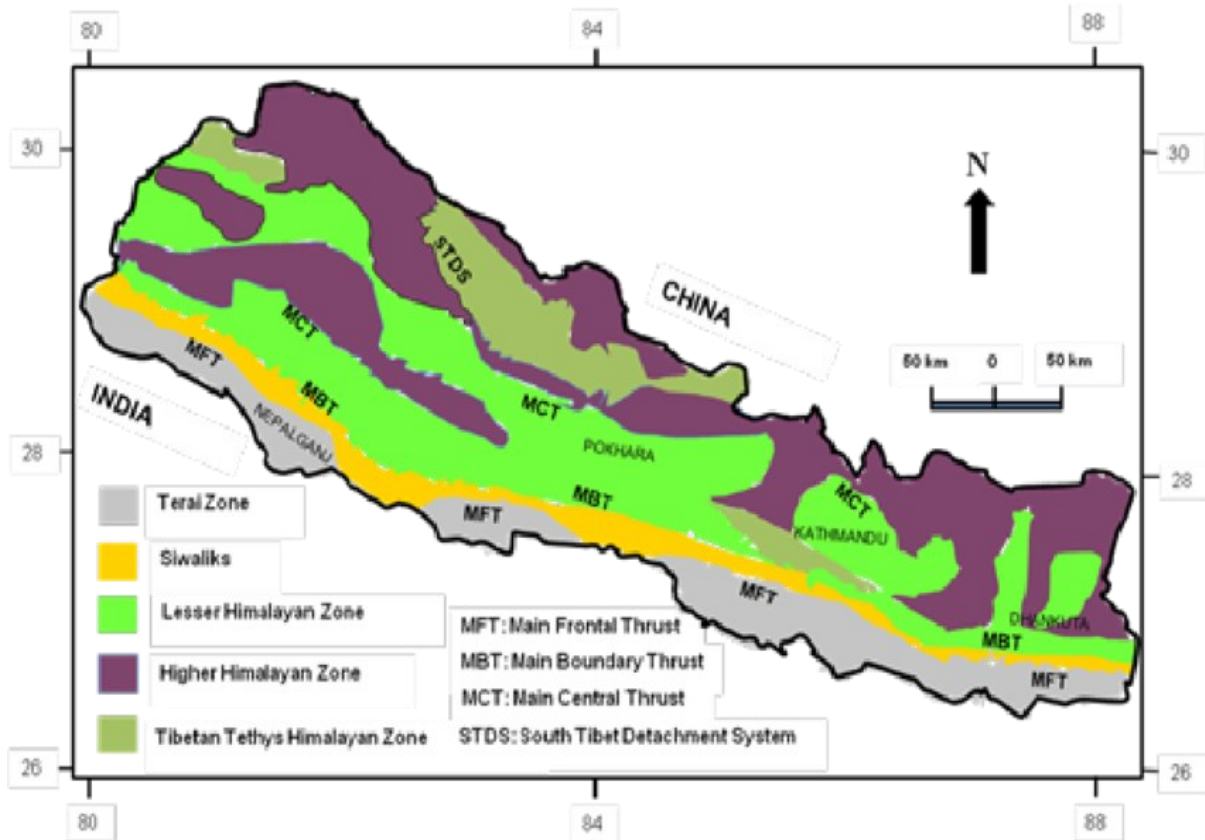 80
84
88
30
30
N
STDS
CHINA
MCT
50 km 0 50 km
MFT
INDIA
MBT
NEPALGANJ
MCT
POKHARA
28
28
MBT
MCT
KATHMANDU
MFT
MFT
DHANKUTA
MBT
MFT
Terai Zone
Siwaliks
Lesser Himalayan Zone
Higher Himalayan Zone
Tibetan Tethys Himalayan Zone
MFT: Main Frontal Thrust
MBT: Main Boundary Thrust
MCT: Main Central Thrust
STDS: South Tibet Detachment System
26
26
80
84
88